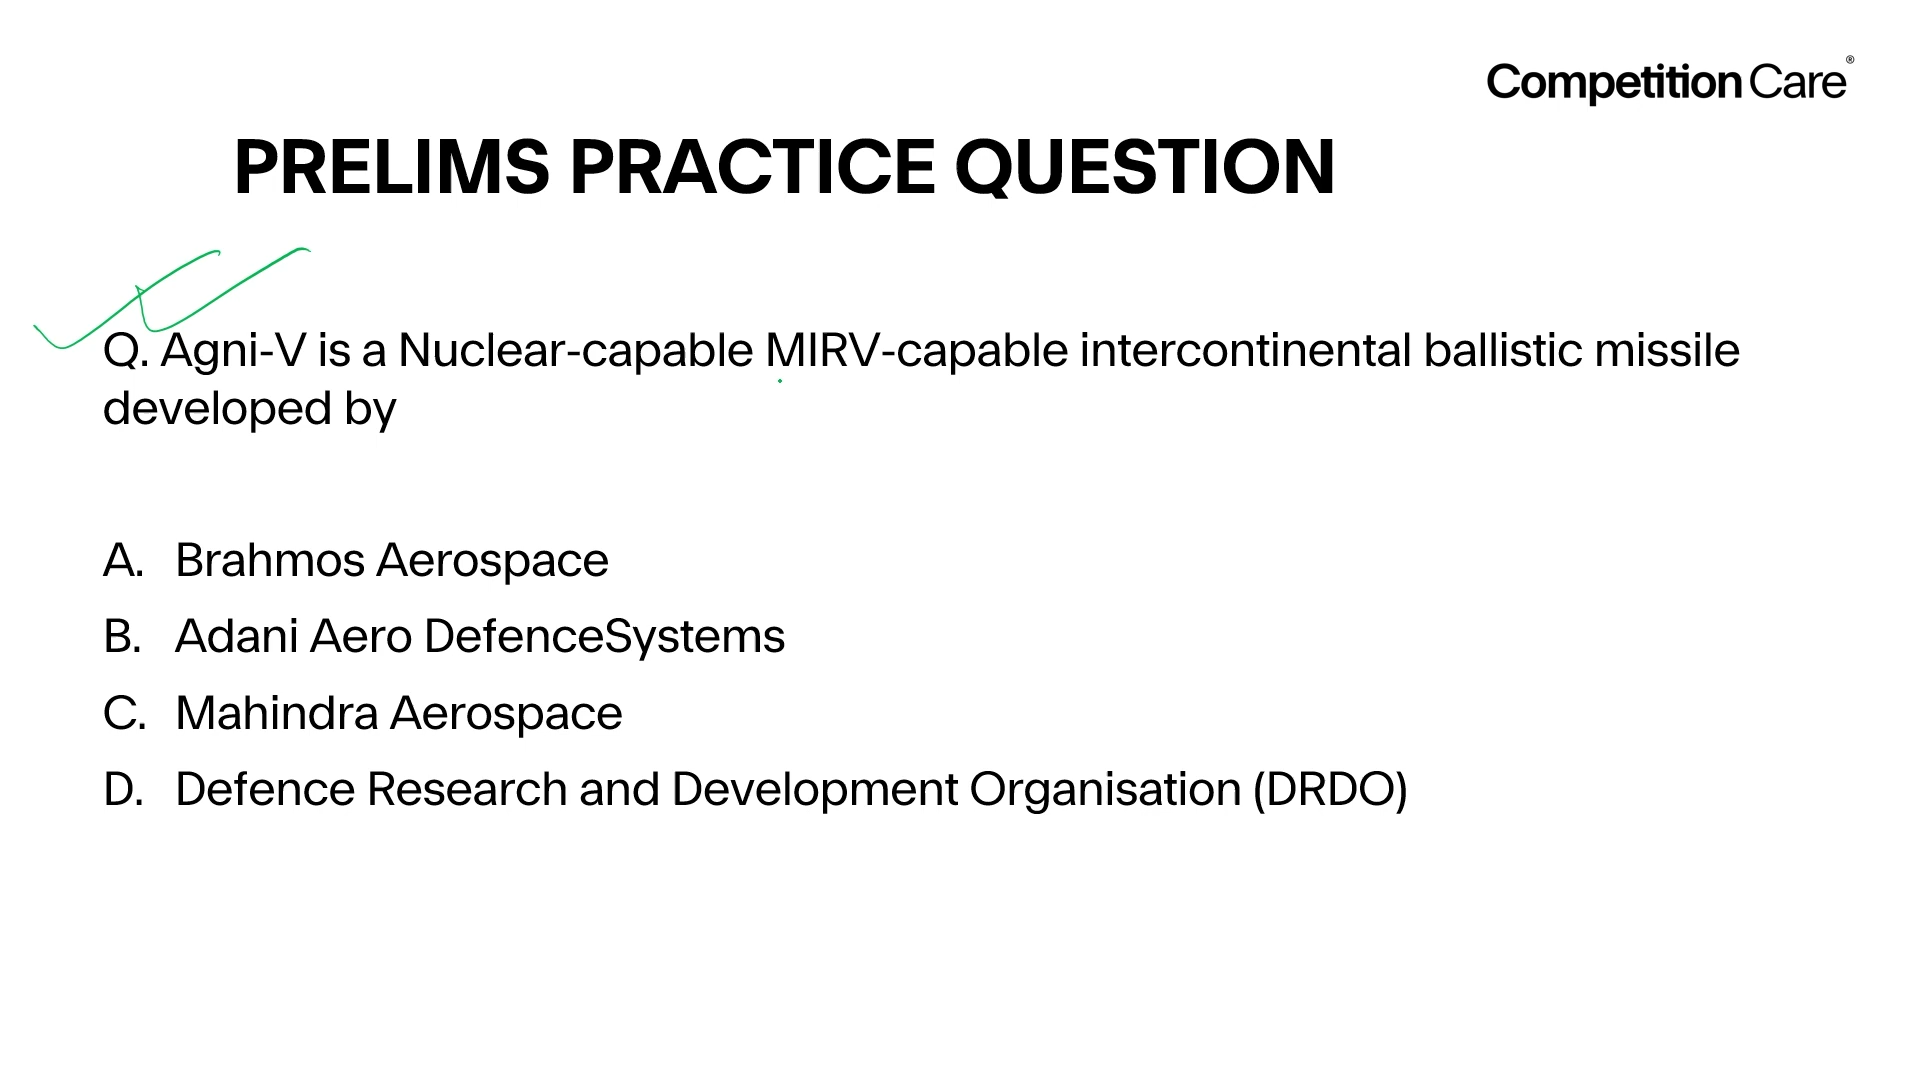 Competition Care®
PRELIMS PRACTICE QUESTION
Q. Agni-V is a Nuclear-capable MIRV-capable intercontinental ballistic missile
developed by
A. Brahmos Aerospace
B. Adani Aero DefenceSystems
C. Mahindra Aerospace
D. Defence Research and Development Organisation (DRDO)